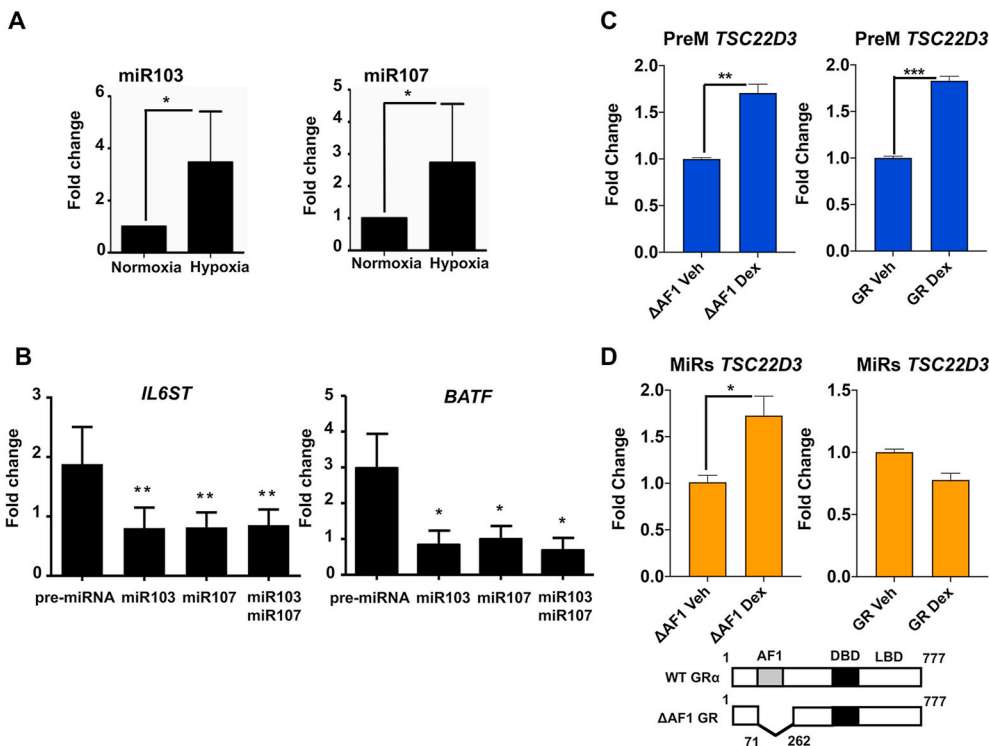 A
miR103
*
6
4
2
0
Fold change
Normoxia
Hypoxia
miR107
*
5
4
3
2
1
0
Fold change
Normoxia
Hypoxia
B
IL6ST
3
2
1
0
Fold change
**
**
**
pre-miRNA
miR103
miR107
miR103
miR107
BATF
5
4
3
2
1
0
Fold change
*
*
*
pre-miRNA
miR103
miR107
miR103
miR107
C
PreM TSC22D3
**
2.0
1.5
1.0
0.5
0.0
Fold Change
ΔAF1 Veh
ΔAF1 Dex
PreM TSC22D3
***
2.0
1.5
1.0
0.5
0.0
Fold Change
GR Veh
GR Dex
D
MiRs TSC22D3
*
2.0
1.5
1.0
0.5
0.0
Fold Change
ΔAF1 Veh
ΔAF1 Dex
MiRs TSC22D3
2.0
1.5
1.0
0.5
0.0
Fold Change
GR Veh
GR Dex
1 AF1 DBD LBD 777
WT GRα
1 777
ΔAF1 GR
71 262